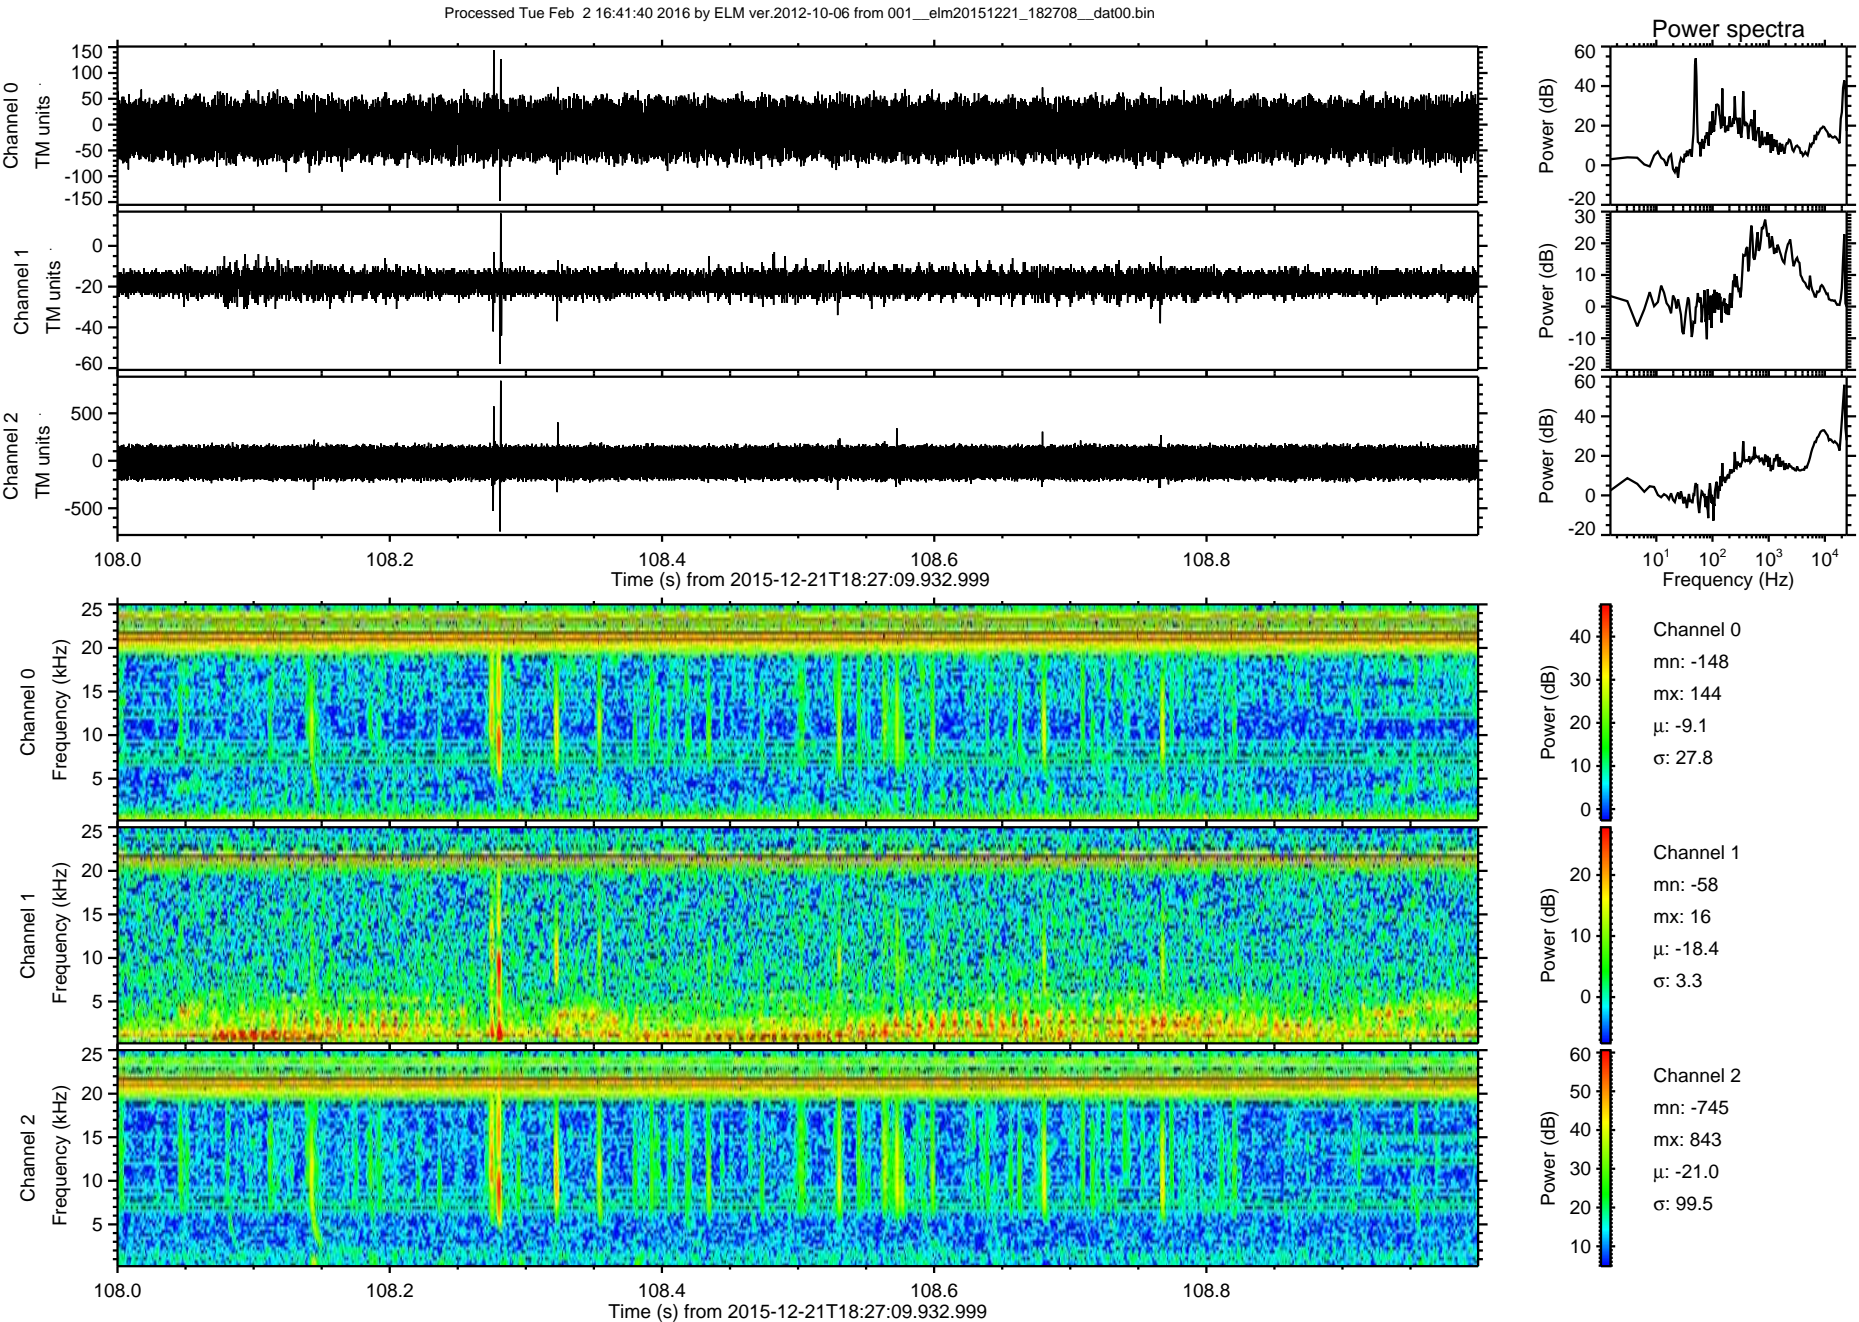 Processed Tue Feb  2 16:41:40 2016 by ELM ver.2012-10-06 from 001__elm20151221_182708__dat00.bin
Power spectra
Channel 0
TM units
150
100
50
0
-50
-100
-150
Power (dB)
60
40
20
0
-20
Channel 1
TM units
0
-20
-40
-60
Power (dB)
30
20
10
0
-10
-20
Channel 2
TM units
500
0
-500
Power (dB)
60
40
20
0
-20
108.0 108.2 108.4 108.6 108.8
Time (s) from 2015-12-21T18:27:09.932.999
10¹ 10² 10³ 10⁴
Frequency (Hz)
Channel 0
Frequency (kHz)
25
20
15
10
5
Power (dB)
40
30
20
10
0
Channel 0
mn: -148
mx: 144
µ: -9.1
σ: 27.8
Channel 1
Frequency (kHz)
25
20
15
10
5
Power (dB)
20
10
0
Channel 1
mn: -58
mx: 16
µ: -18.4
σ: 3.3
Channel 2
Frequency (kHz)
25
20
15
10
5
Power (dB)
60
50
40
30
20
10
Channel 2
mn: -745
mx: 843
µ: -21.0
σ: 99.5
108.0 108.2 108.4 108.6 108.8
Time (s) from 2015-12-21T18:27:09.932.999